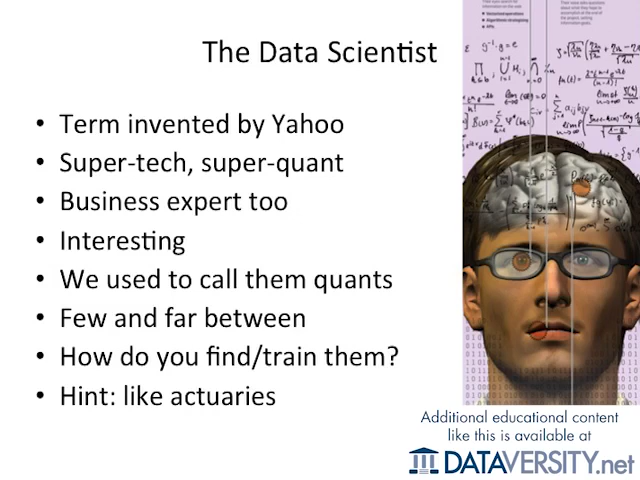 The Data Scientist
• Term invented by Yahoo
• Super-tech, super-quant
• Business expert too
• Interesting
• We used to call them quants
• Few and far between
• How do you find/train them?
• Hint: like actuaries
Additional educational content
like this is available at
DATAVERSITY.net